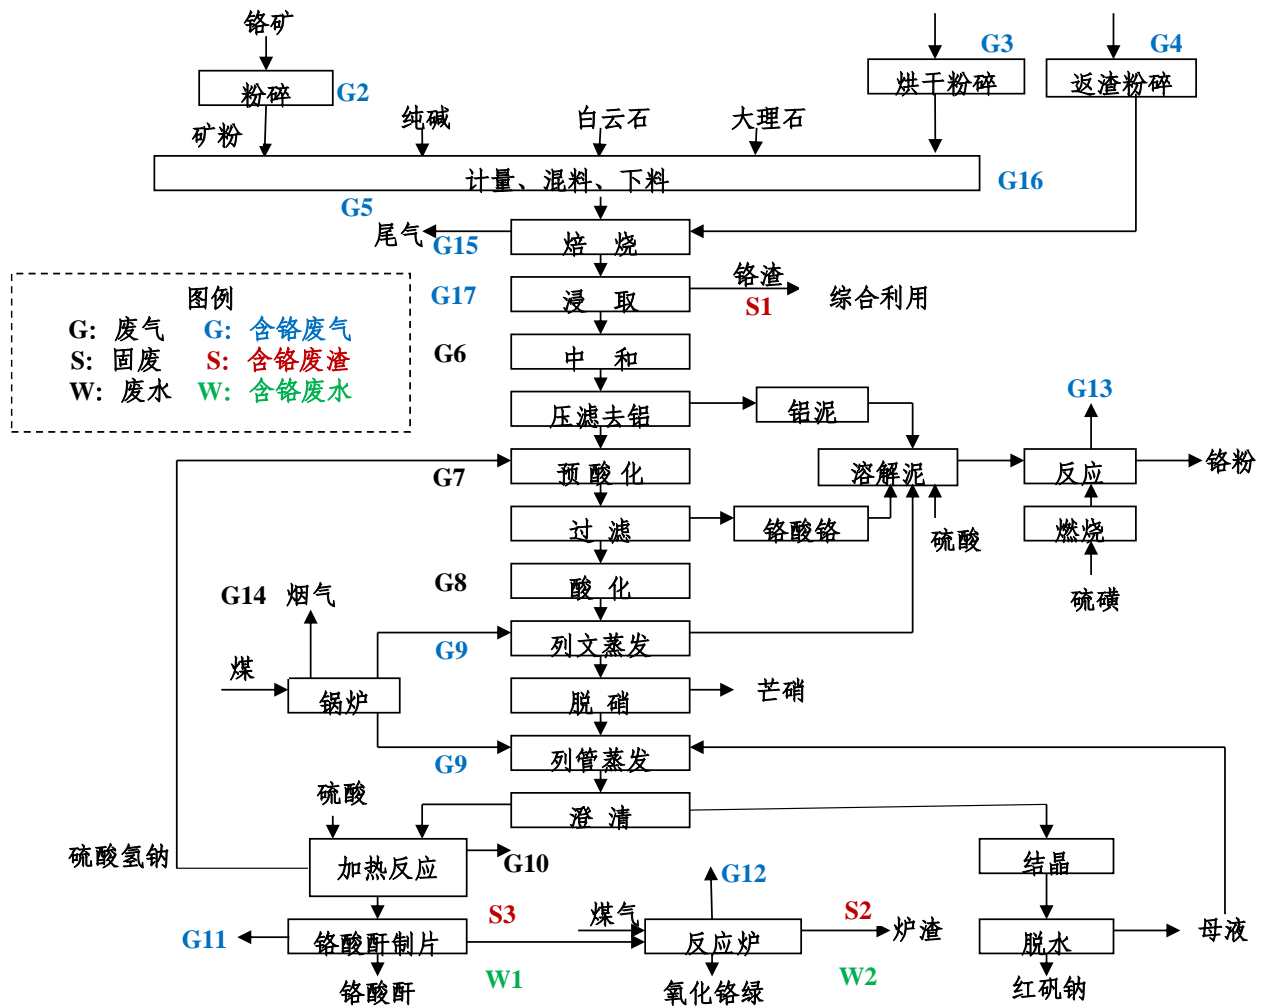 铬矿
G3
G4
粉碎
G2
烘干粉碎
返渣粉碎
矿粉
纯碱
白云石
大理石
计量、混料、下料
G16
G5
尾气
G15
焙 烧
图例
G: 废气 G: 含铬废气
S: 固废 S: 含铬废渣
W: 废水 W: 含铬废水
G17
浸 取
铬渣
S1
综合利用
G6
中 和
压滤去铝
铝泥
G13
G7
预酸化
溶解泥
反应
铬粉
过 滤
铬酸铬
硫酸
燃烧
硫磺
G8
酸 化
G14 烟气
G9
列文蒸发
煤
锅炉
脱 硝
芒硝
G9
列管蒸发
硫酸
澄 清
硫酸氢钠
加热反应
G10
G12
结晶
S3
煤气
S2
G11
铬酸酐制片
反应炉
炉渣
脱水
母液
W1
W2
铬酸酐
氧化铬绿
红矾钠